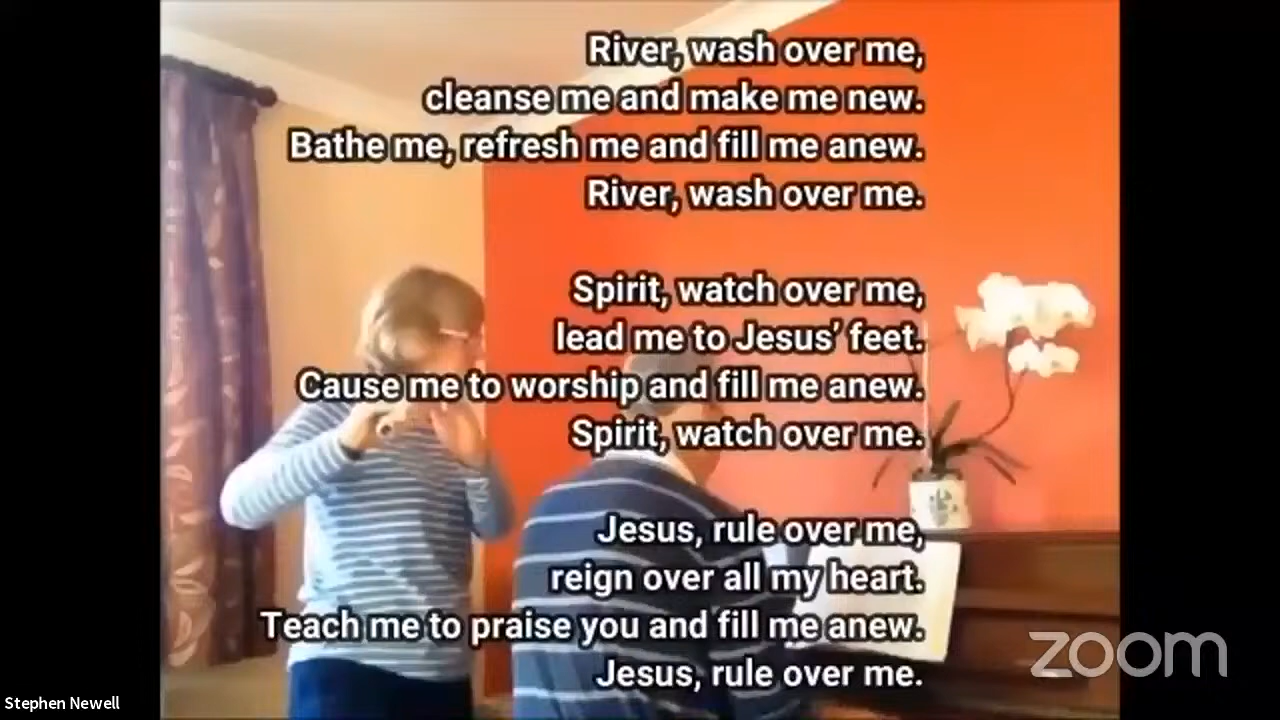 River, wash over me,
cleanse me and make me new.
Bathe me, refresh me and fill me anew.
River, wash over me.
Spirit, watch over me,
lead me to Jesus’ feet.
Cause me to worship and fill me anew.
Spirit, watch over me.
Jesus, rule over me,
reign over all my heart.
Teach me to praise you and fill me anew.
Jesus, rule over me.
zoom
Stephen Newell